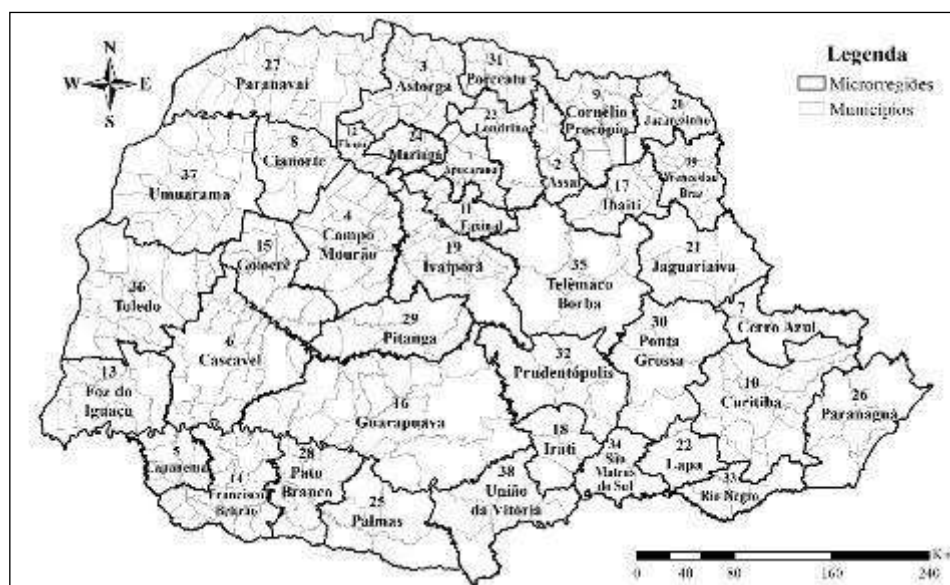 N
W E
S
Legenda
Microrregiões
Municípios
27
Paranavaí
3
Astorga
31
Porecatu
9
Cornélio
Procópio
20
Jacarezinho
23
Londrina
12
24
Maringá
1
Apucarana
2
Assaí
39
Wenceslau
Braz
17
Ibaiti
8
Cianorte
37
Umuarama
4
Campo
Mourão
11
Faxinal
19
Ivaiporã
15
Goioerê
35
Telêmaco
Borba
21
Jaguariaíva
36
Toledo
29
Pitanga
7
Cerro Azul
30
Ponta
Grossa
6
Cascavel
32
Prudentópolis
13
Foz do
Iguaçu
10
Curitiba
26
Paranaguá
16
Guarapuava
18
Irati
34
São
Mateus
do Sul
22
Lapa
33
Rio Negro
5
Capanema
14
Francisco
Beltrão
28
Pato
Branco
25
Palmas
38
União
da Vitória
0 40 80 160 240